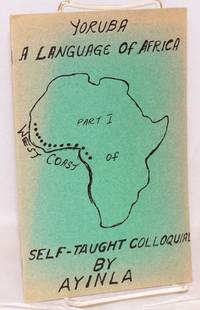 YORUBA
A LANGUAGE OF AFRICA
PART I
WEST COAST
of
SELF-TAUGHT COLLOQUIAL
BY
AYINLA